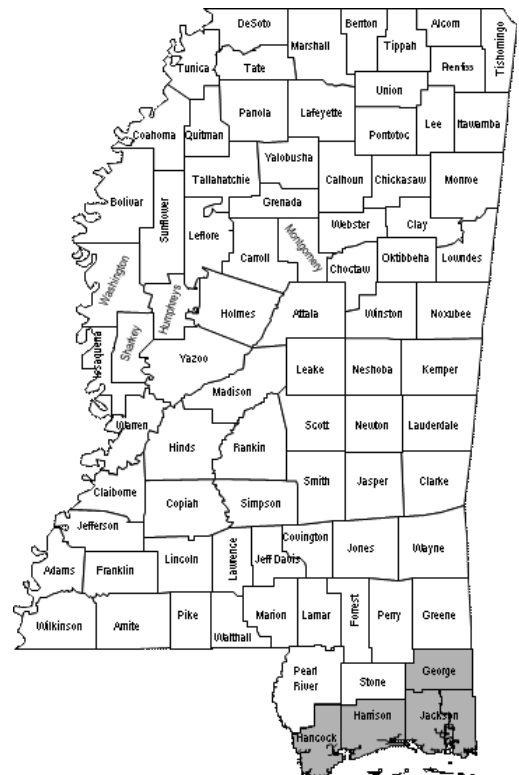 DeSoto
Marshall
Benton
Tippah
Alcorn
Tishomingo
Prentiss
Tunica
Tate
Union
Panola
Lafeyette
Coahoma
Quitman
Pontotoc
Lee
Itawamba
Yalobusha
Tallahatchie
Calhoun
Chickasaw
Monroe
Bolivar
Sunflower
Grenada
Leflore
Webster
Clay
Montgomery
Carroll
Choctaw
Oktibbeha
Lowndes
Washington
Humphreys
Holmes
Attala
Winston
Noxubee
Issaquena
Sharkey
Yazoo
Leake
Neshoba
Kemper
Madison
Warren
Scott
Newton
Lauderdale
Hinds
Rankin
Claiborne
Smith
Jasper
Clarke
Copiah
Simpson
Jefferson
Covington
Jones
Wayne
Adams
Franklin
Lincoln
Lawrence
Jeff Davis
Wilkinson
Amite
Pike
Walthall
Marion
Lamar
Forrest
Perry
Greene
Pearl
River
Stone
George
Hancock
Harrison
Jackson